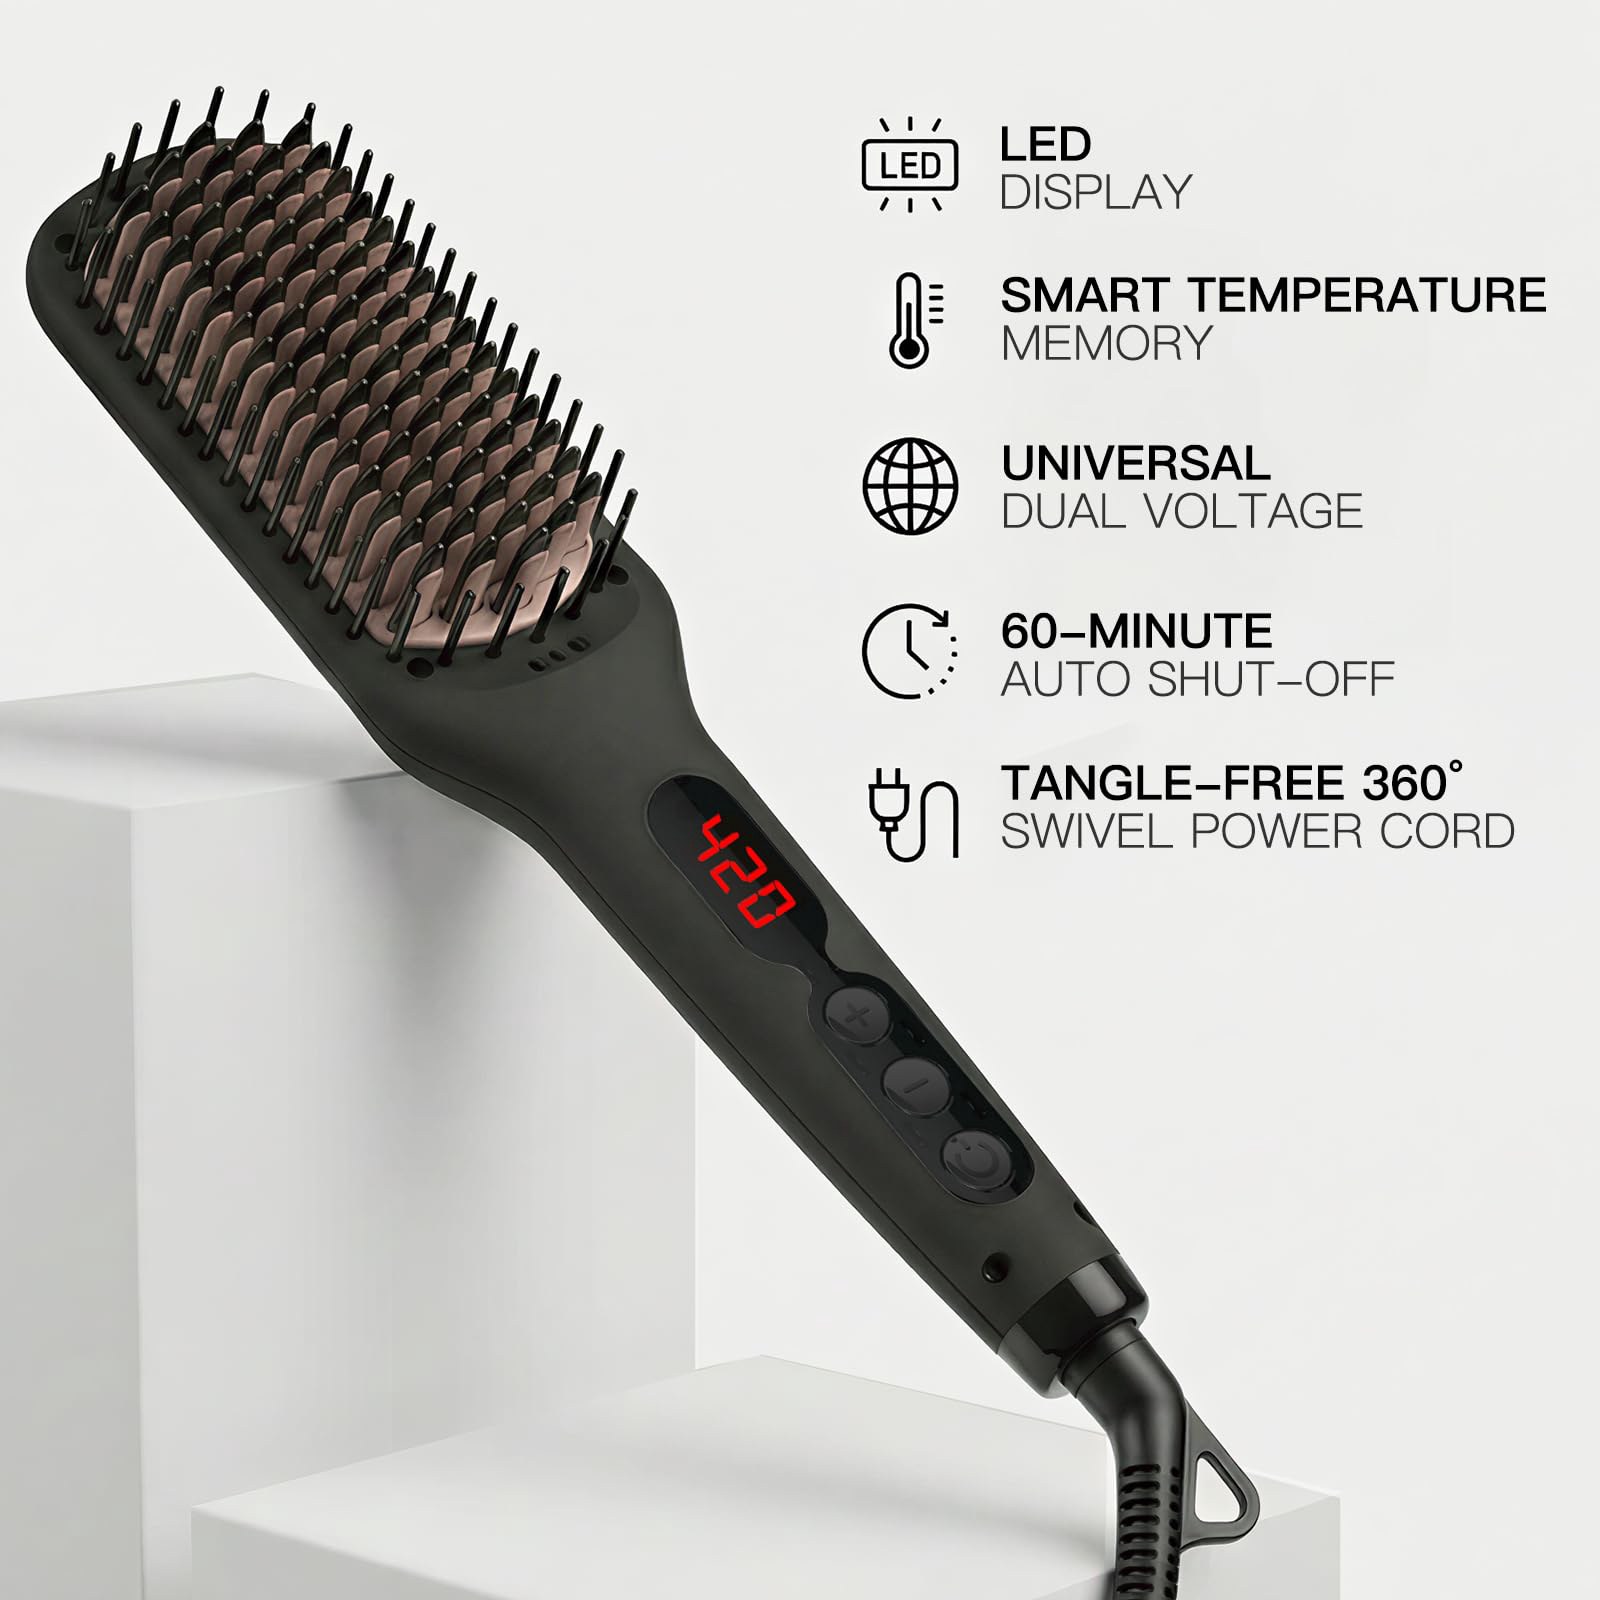 LED
LED
DISPLAY
SMART TEMPERATURE
MEMORY
UNIVERSAL
DUAL VOLTAGE
60-MINUTE
AUTO SHUT-OFF
TANGLE-FREE 360°
SWIVEL POWER CORD
420